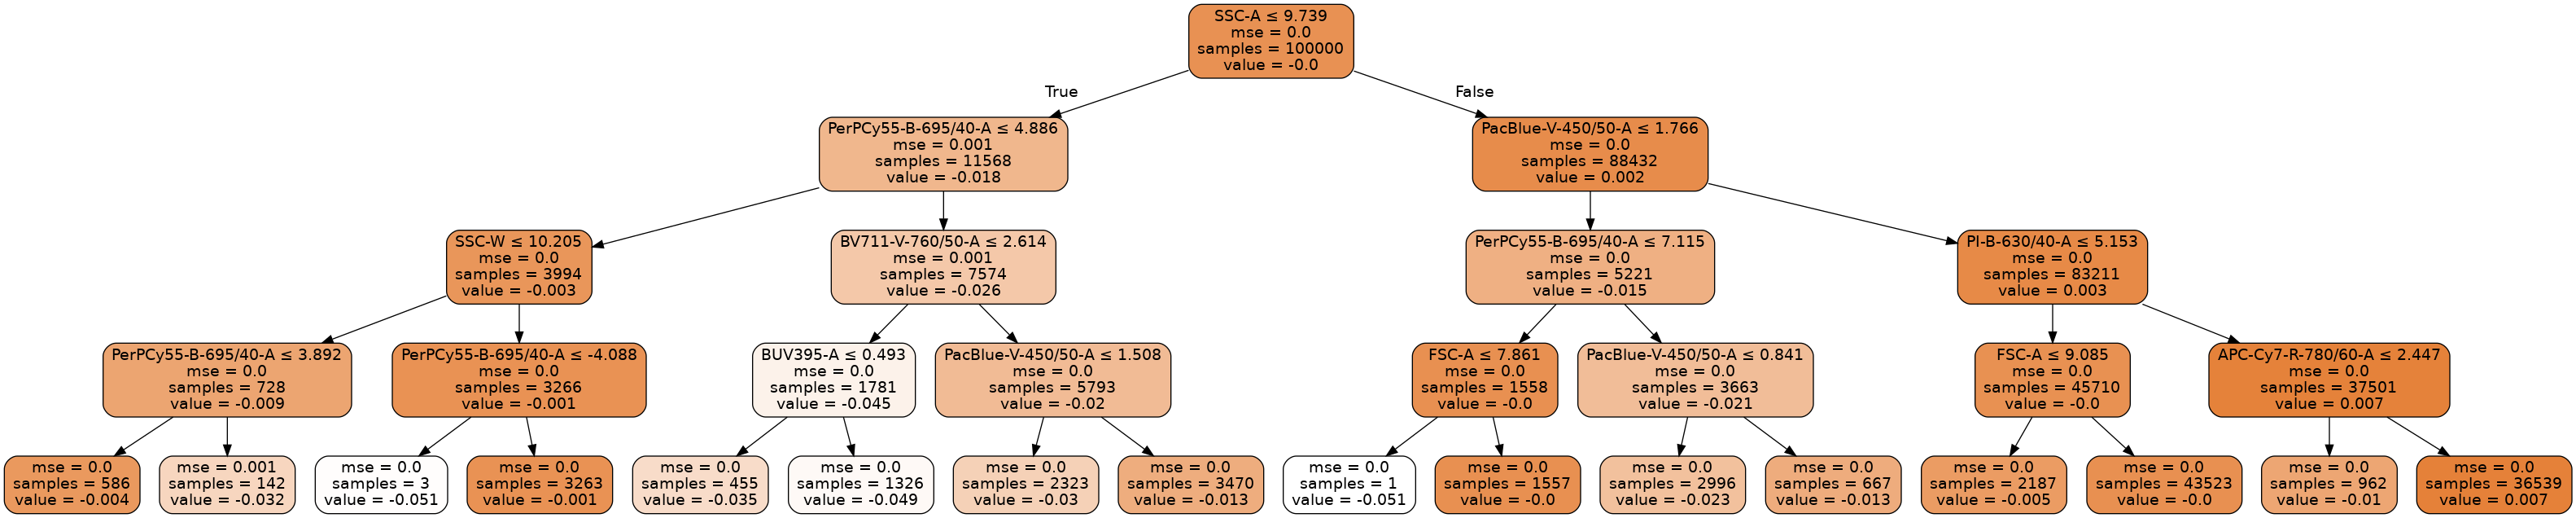 SSC-A ≤ 9.739
mse = 0.0
samples = 100000
value = -0.0
True
False
PerPCy55-B-695/40-A ≤ 4.886
mse = 0.001
samples = 11568
value = -0.018
PacBlue-V-450/50-A ≤ 1.766
mse = 0.0
samples = 88432
value = 0.002
SSC-W ≤ 10.205
mse = 0.0
samples = 3994
value = -0.003
BV711-V-760/50-A ≤ 2.614
mse = 0.001
samples = 7574
value = -0.026
PerPCy55-B-695/40-A ≤ 7.115
mse = 0.0
samples = 5221
value = -0.015
PI-B-630/40-A ≤ 5.153
mse = 0.0
samples = 83211
value = 0.003
PerPCy55-B-695/40-A ≤ 3.892
mse = 0.0
samples = 728
value = -0.009
PerPCy55-B-695/40-A ≤ -4.088
mse = 0.0
samples = 3266
value = -0.001
BUV395-A ≤ 0.493
mse = 0.0
samples = 1781
value = -0.045
PacBlue-V-450/50-A ≤ 1.508
mse = 0.0
samples = 5793
value = -0.02
FSC-A ≤ 7.861
mse = 0.0
samples = 1558
value = -0.0
PacBlue-V-450/50-A ≤ 0.841
mse = 0.0
samples = 3663
value = -0.021
FSC-A ≤ 9.085
mse = 0.0
samples = 45710
value = -0.0
APC-Cy7-R-780/60-A ≤ 2.447
mse = 0.0
samples = 37501
value = 0.007
mse = 0.0
samples = 586
value = -0.004
mse = 0.001
samples = 142
value = -0.032
mse = 0.0
samples = 3
value = -0.051
mse = 0.0
samples = 3263
value = -0.001
mse = 0.0
samples = 455
value = -0.035
mse = 0.0
samples = 1326
value = -0.049
mse = 0.0
samples = 2323
value = -0.03
mse = 0.0
samples = 3470
value = -0.013
mse = 0.0
samples = 1
value = -0.051
mse = 0.0
samples = 1557
value = -0.0
mse = 0.0
samples = 2996
value = -0.023
mse = 0.0
samples = 667
value = -0.013
mse = 0.0
samples = 2187
value = -0.005
mse = 0.0
samples = 43523
value = -0.0
mse = 0.0
samples = 962
value = -0.01
mse = 0.0
samples = 36539
value = 0.007